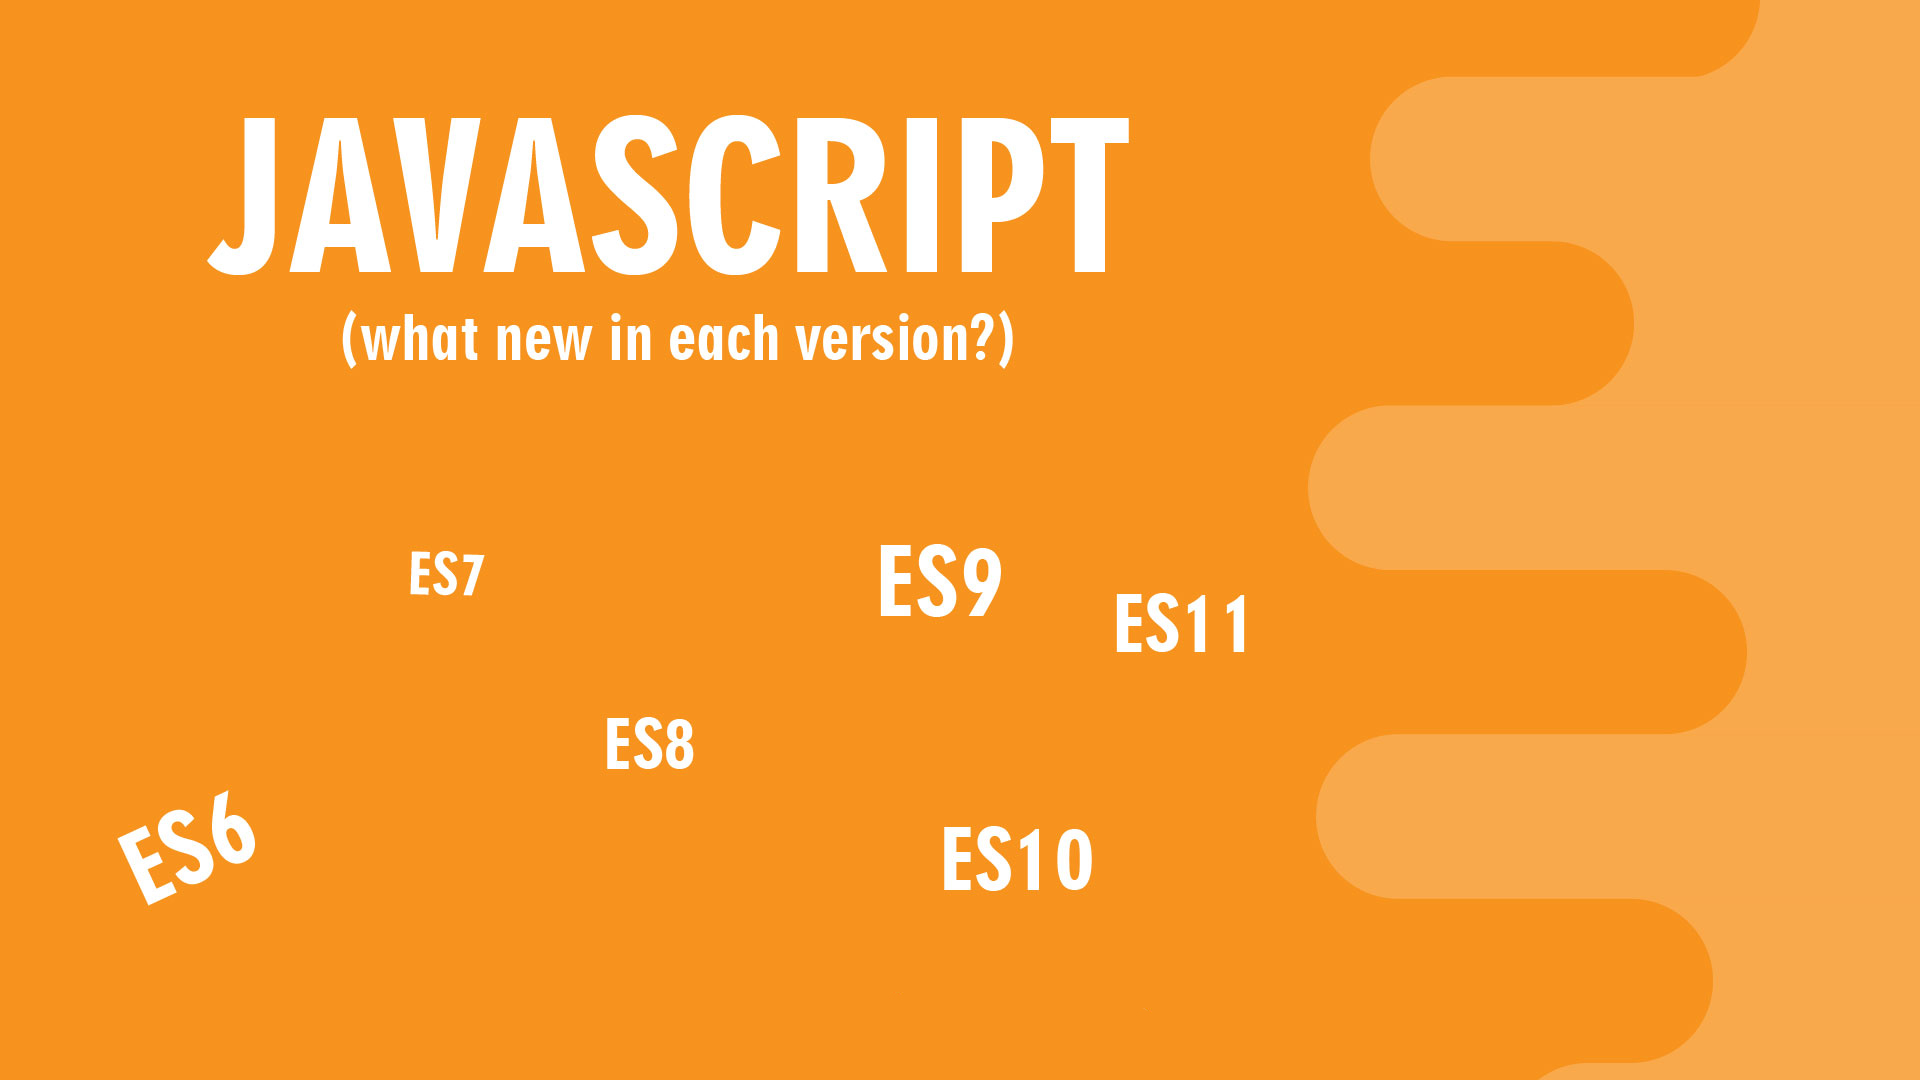 JAVASCRIPT
(what new in each version?)
ES7
ES9
ES11
ES8
ES6
ES10